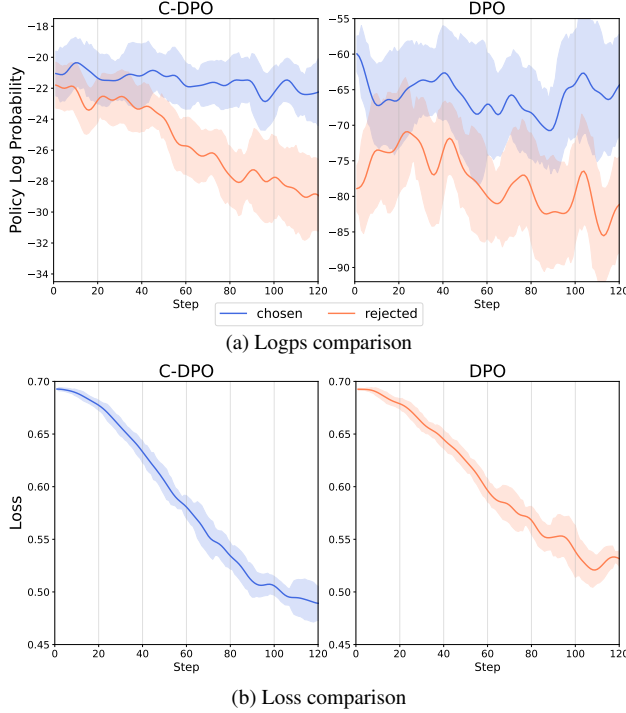 C-DPO
DPO
Policy Log Probability
−20
−22
−24
−26
−28
−30
−32
−34
0 20 40 60 80 100 120
Step
−55
−60
−65
−70
−75
−80
−85
−90
0 20 40 60 80 100 120
Step
chosen rejected
(a) Logps comparison
C-DPO
DPO
Loss
0.70
0.65
0.60
0.55
0.50
0.45
0 20 40 60 80 100 120
Step
0.70
0.65
0.60
0.55
0.50
0.45
0 20 40 60 80 100 120
Step
(b) Loss comparison